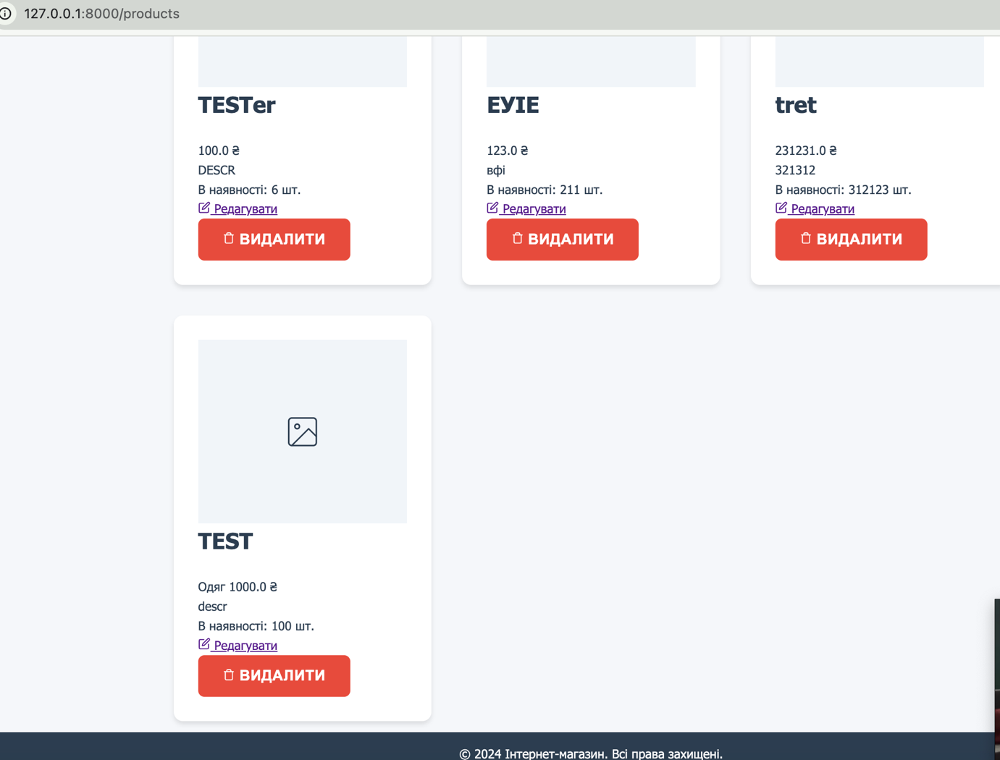 127.0.0.1:8000/products
TESTer
100.0 ₴
DESCR
В наявності: 6 шт.
Редагувати
ВИДАЛИТИ
ЕУІЕ
123.0 ₴
вфі
В наявності: 211 шт.
Редагувати
ВИДАЛИТИ
tret
231231.0 ₴
321312
В наявності: 312123 шт.
Редагувати
ВИДАЛИТИ
TEST
Одяг 1000.0 ₴
descr
В наявності: 100 шт.
Редагувати
ВИДАЛИТИ
© 2024 Інтернет-магазин. Всі права захищені.